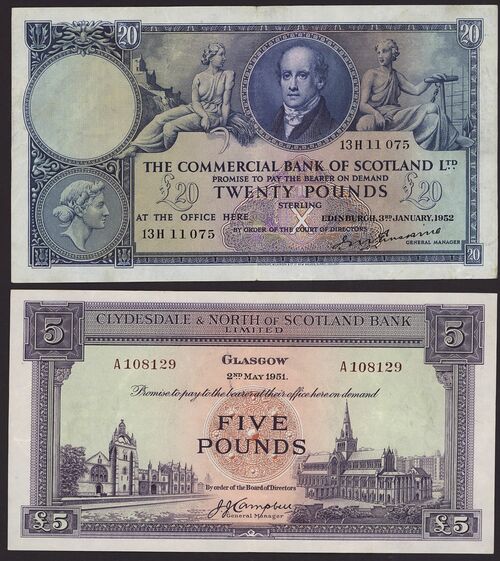 20 20
13H 11 075
THE COMMERCIAL BANK OF SCOTLAND LTD
PROMISE TO PAY THE BEARER ON DEMAND
£20 TWENTY POUNDS £20
STERLING
X
AT THE OFFICE HERE EDINBURGH, 3RD JANUARY, 1952
13H 11 075 BY ORDER OF THE COURT OF DIRECTORS
GENERAL MANAGER
20 20
5 CLYDESDALE & NORTH OF SCOTLAND BANK 5
LIMITED
A108129 GLASGOW A108129
2ND MAY 1951.
Promise to pay to the bearer at their office here on demand
FIVE
POUNDS
By order of the Board of Directors
J.J. Campbell
General Manager
£5 £5